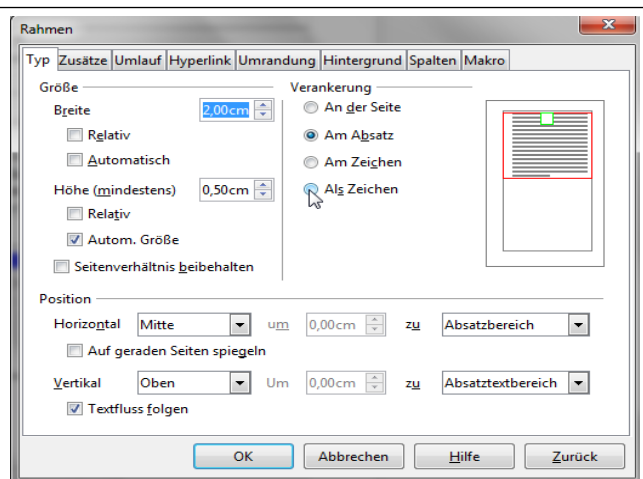 Rahmen
Typ Zusätze Umlauf Hyperlink Umrandung Hintergrund Spalten Makro
Größe
Breite 2,00cm
Relativ
Automatisch
Höhe (mindestens) 0,50cm
Relativ
Autom. Größe
Seitenverhältnis beibehalten
Verankerung
An der Seite
Am Absatz
Am Zeichen
Als Zeichen
Position
Horizontal Mitte um 0,00cm zu Absatzbereich
Auf geraden Seiten spiegeln
Vertikal Oben Um 0,00cm zu Absatztextbereich
Textfluss folgen
OK Abbrechen Hilfe Zurück